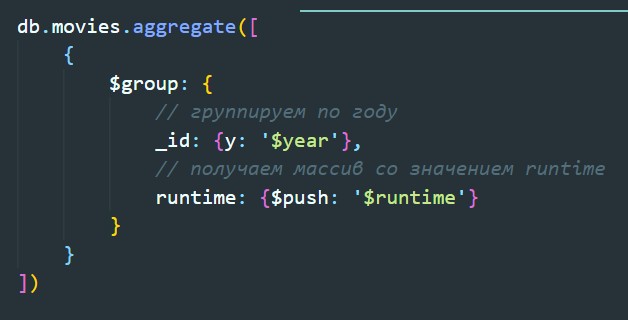 db.movies.aggregate([
{
$group: {
// группируем по году
_id: {y: '$year'},
// получаем массив со значением runtime
runtime: {$push: '$runtime'}
}
}
])